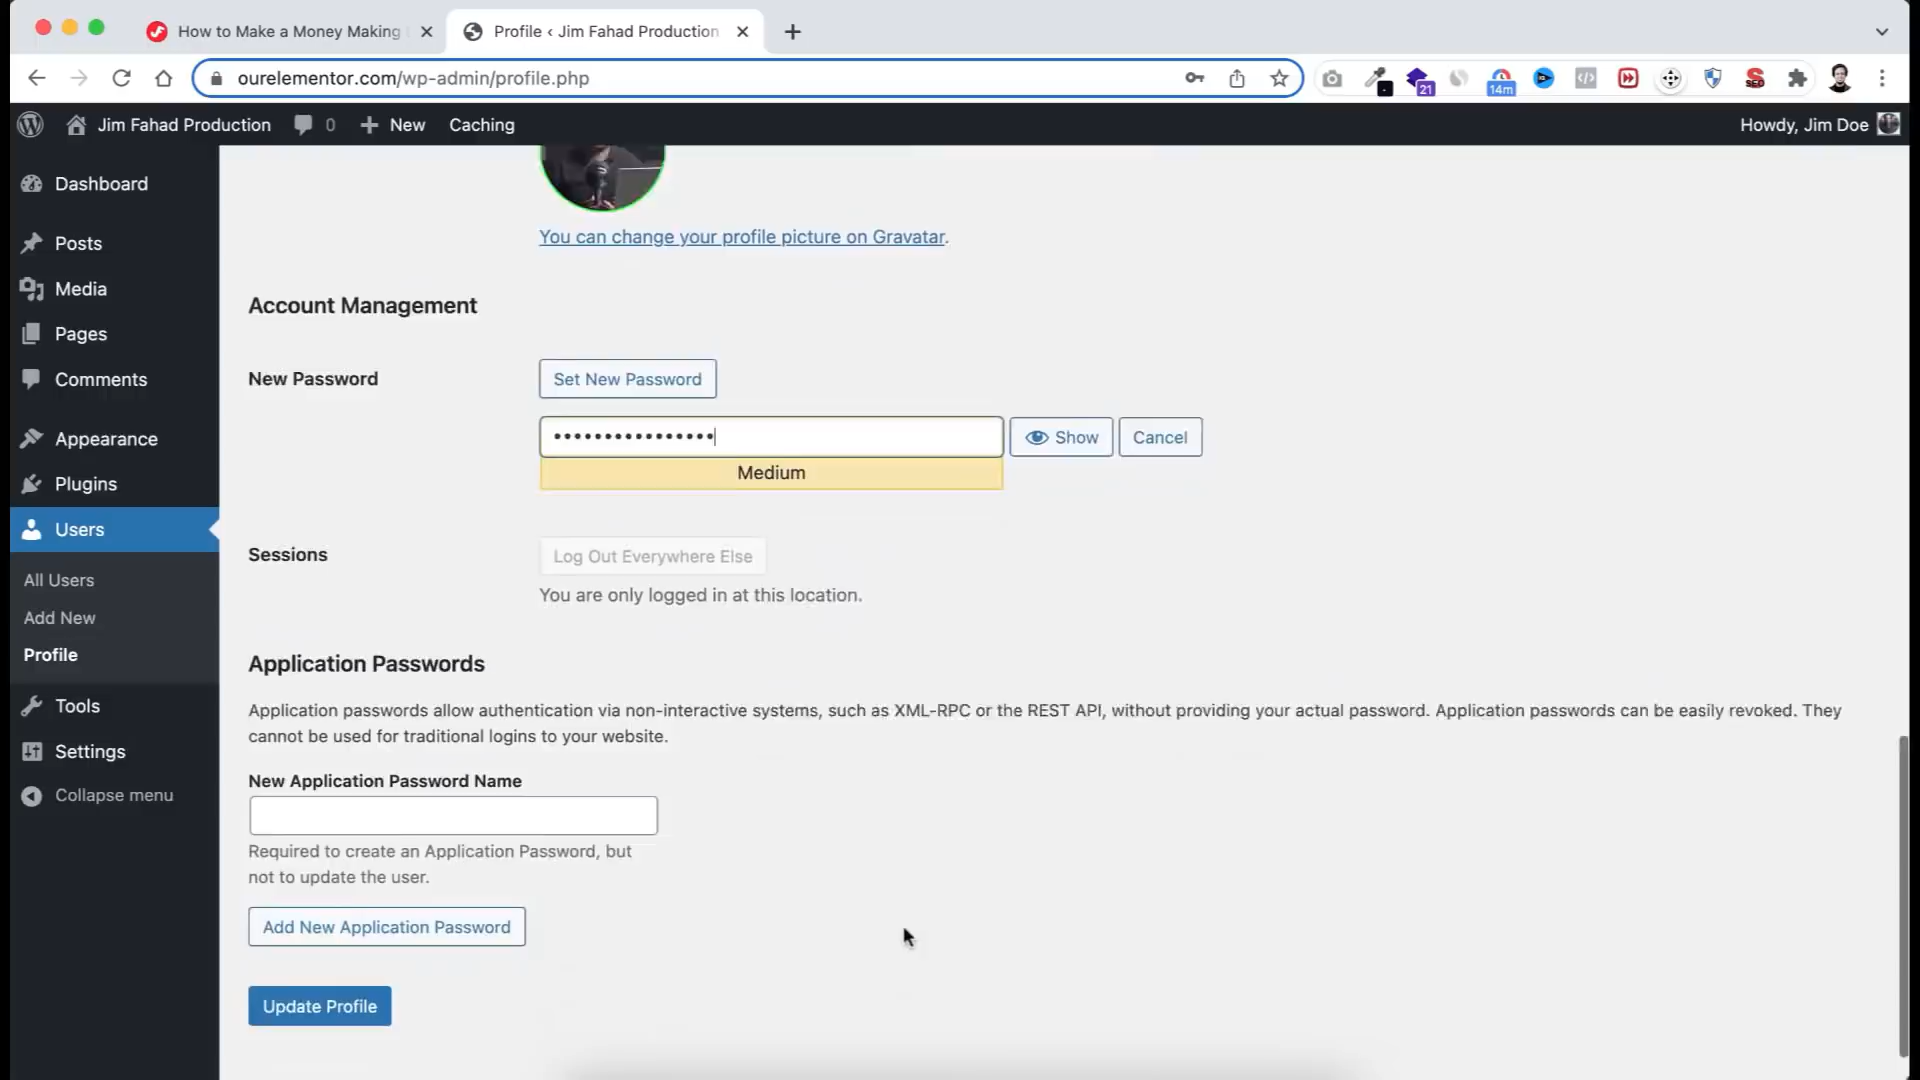 How to Make a Money Making
Profile ‹ Jim Fahad Production
ourelementor.com/wp-admin/profile.php
21
14m
SEO
Jim Fahad Production
0
New
Caching
Howdy, Jim Doe
Dashboard
Posts
Media
Pages
Comments
Appearance
Plugins
Users
All Users
Add New
Profile
Tools
Settings
Collapse menu
You can change your profile picture on Gravatar.
Account Management
New Password
Set New Password
••••••••••••••••
Show
Cancel
Medium
Sessions
Log Out Everywhere Else
You are only logged in at this location.
Application Passwords
Application passwords allow authentication via non-interactive systems, such as XML-RPC or the REST API, without providing your actual password. Application passwords can be easily revoked. They
cannot be used for traditional logins to your website.
New Application Password Name
Required to create an Application Password, but
not to update the user.
Add New Application Password
Update Profile